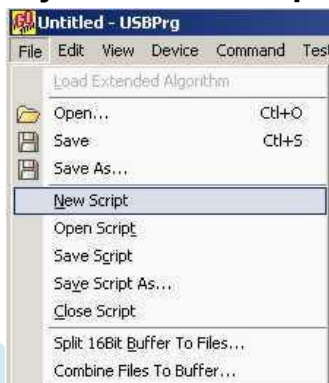 Untitled - USBPrg
File Edit View Device Command
Load Extended Algorithm
Open... Ctl+O
Save Ctl+S
Save As...
New Script
Open Script
Save Script
Save Script As...
Close Script
Split 16Bit Buffer To Files...
Combine Files To Buffer...